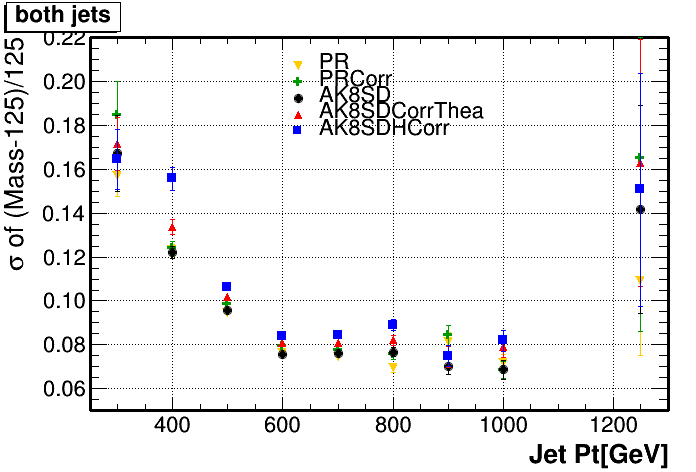 both jets
σ of (Mass-125)/125
0.22
0.20
0.18
0.16
0.14
0.12
0.10
0.08
0.06
PR
PRCorr
AK8SD
AK8SDCorrThea
AK8SDHCorr
400 600 800 1000 1200
Jet Pt[GeV]